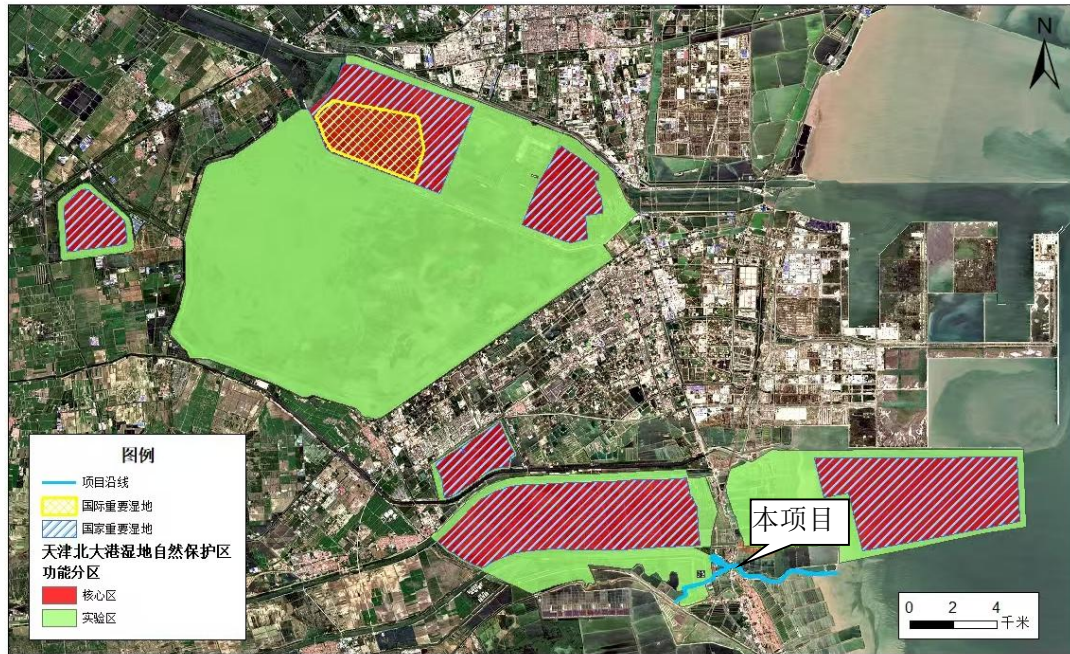 N
本项目
图例
项目沿线
国际重要湿地
国家重要湿地
天津北大港湿地自然保护区
功能分区
核心区
实验区
0 2 4
千米